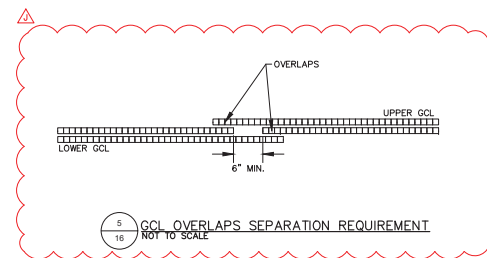 J
OVERLAPS
UPPER GCL
LOWER GCL
6" MIN.
5
16
GCL OVERLAPS SEPARATION REQUIREMENT
NOT TO SCALE